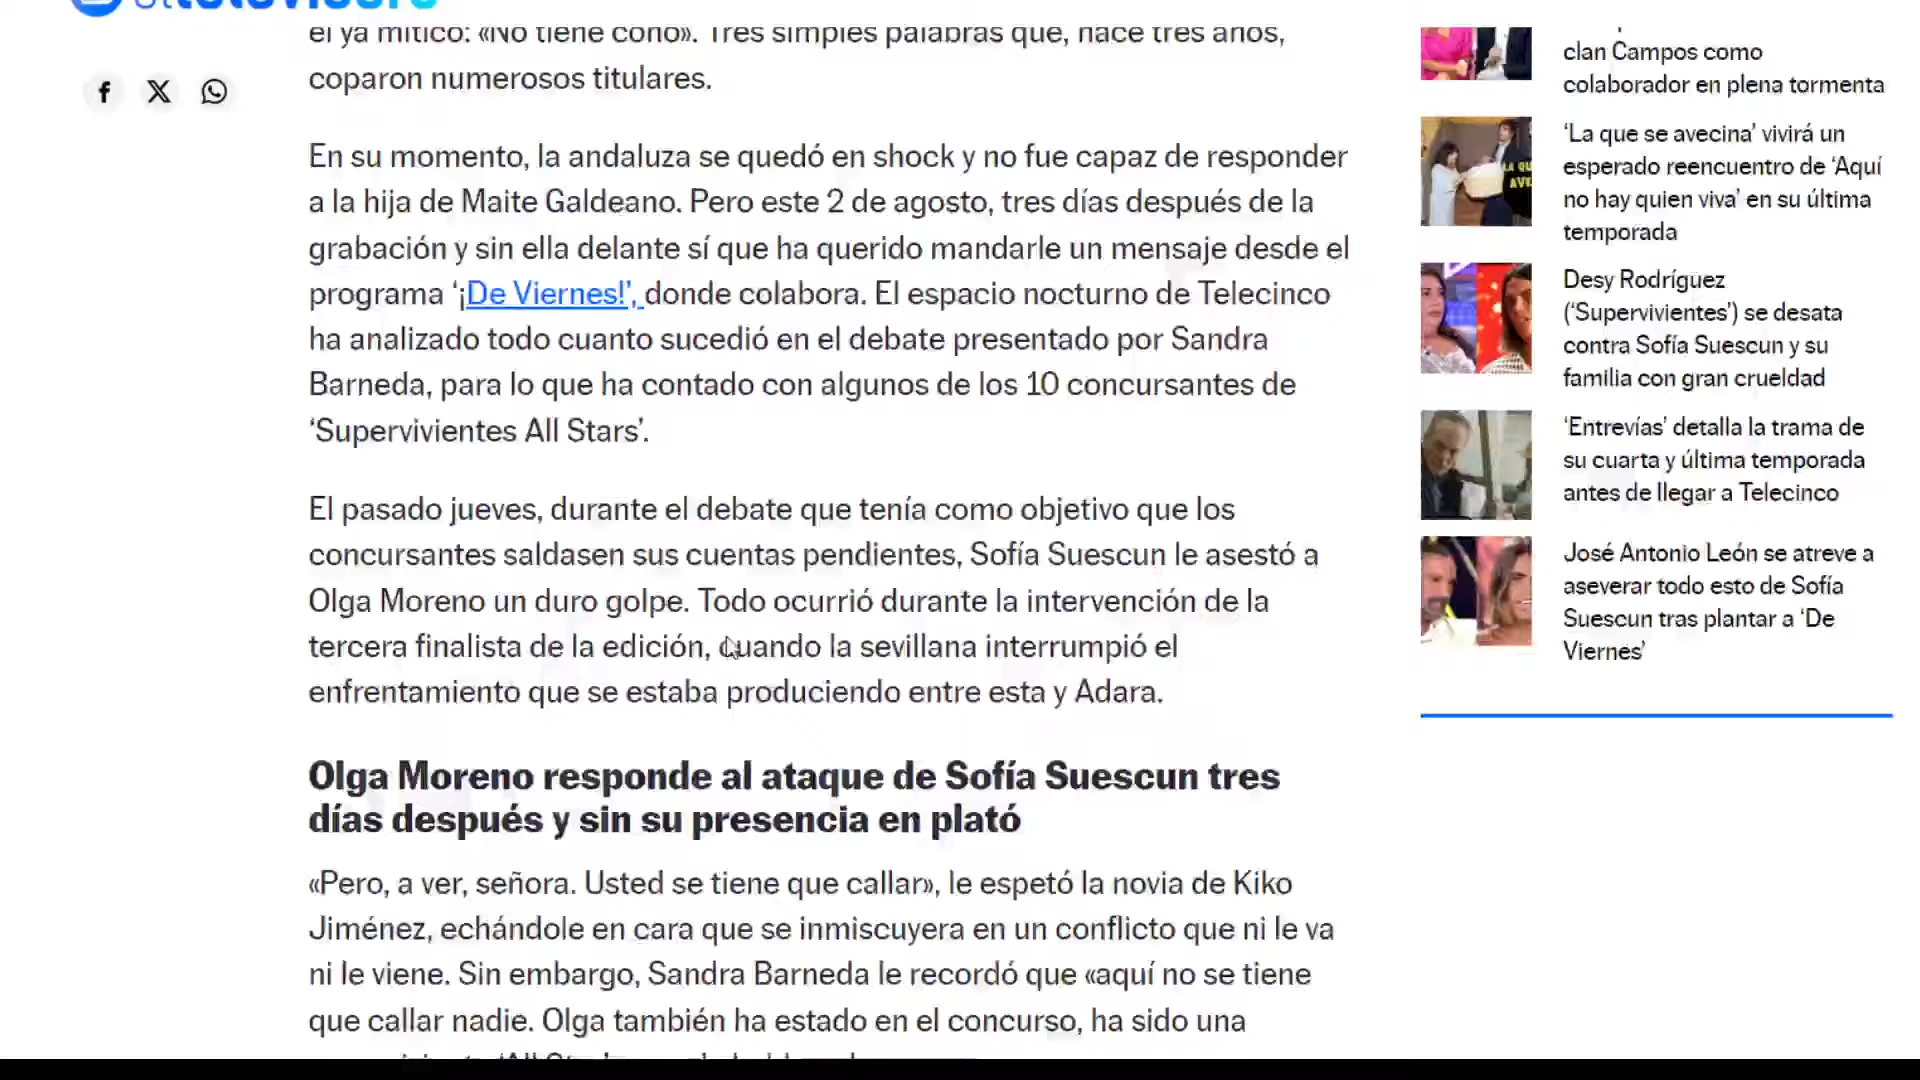 el ya mítico: «No tiene coño». Tres simples palabras que, hace tres años,
coparon numerosos titulares.
En su momento, la andaluza se quedó en shock y no fue capaz de responder
a la hija de Maite Galdeano. Pero este 2 de agosto, tres días después de la
grabación y sin ella delante sí que ha querido mandarle un mensaje desde el
programa ‘¡De Viernes!’, donde colabora. El espacio nocturno de Telecinco
ha analizado todo cuanto sucedió en el debate presentado por Sandra
Barneda, para lo que ha contado con algunos de los 10 concursantes de
‘Supervivientes All Stars’.
El pasado jueves, durante el debate que tenía como objetivo que los
concursantes saldasen sus cuentas pendientes, Sofía Suescun le asestó a
Olga Moreno un duro golpe. Todo ocurrió durante la intervención de la
tercera finalista de la edición, cuando la sevillana interrumpió el
enfrentamiento que se estaba produciendo entre esta y Adara.
Olga Moreno responde al ataque de Sofía Suescun tres
días después y sin su presencia en plató
«Pero, a ver, señora. Usted se tiene que callar», le espetó la novia de Kiko
Jiménez, echándole en cara que se inmiscuyera en un conflicto que ni le va
ni le viene. Sin embargo, Sandra Barneda le recordó que «aquí no se tiene
que callar nadie. Olga también ha estado en el concurso, ha sido una
clan Campos como
colaborador en plena tormenta
‘La que se avecina’ vivirá un
esperado reencuentro de ‘Aquí
no hay quien viva’ en su última
temporada
Desy Rodríguez
(‘Supervivientes’) se desata
contra Sofía Suescun y su
familia con gran crueldad
‘Entrevías’ detalla la trama de
su cuarta y última temporada
antes de llegar a Telecinco
José Antonio León se atreve a
aseverar todo esto de Sofía
Suescun tras plantar a ‘De
Viernes’